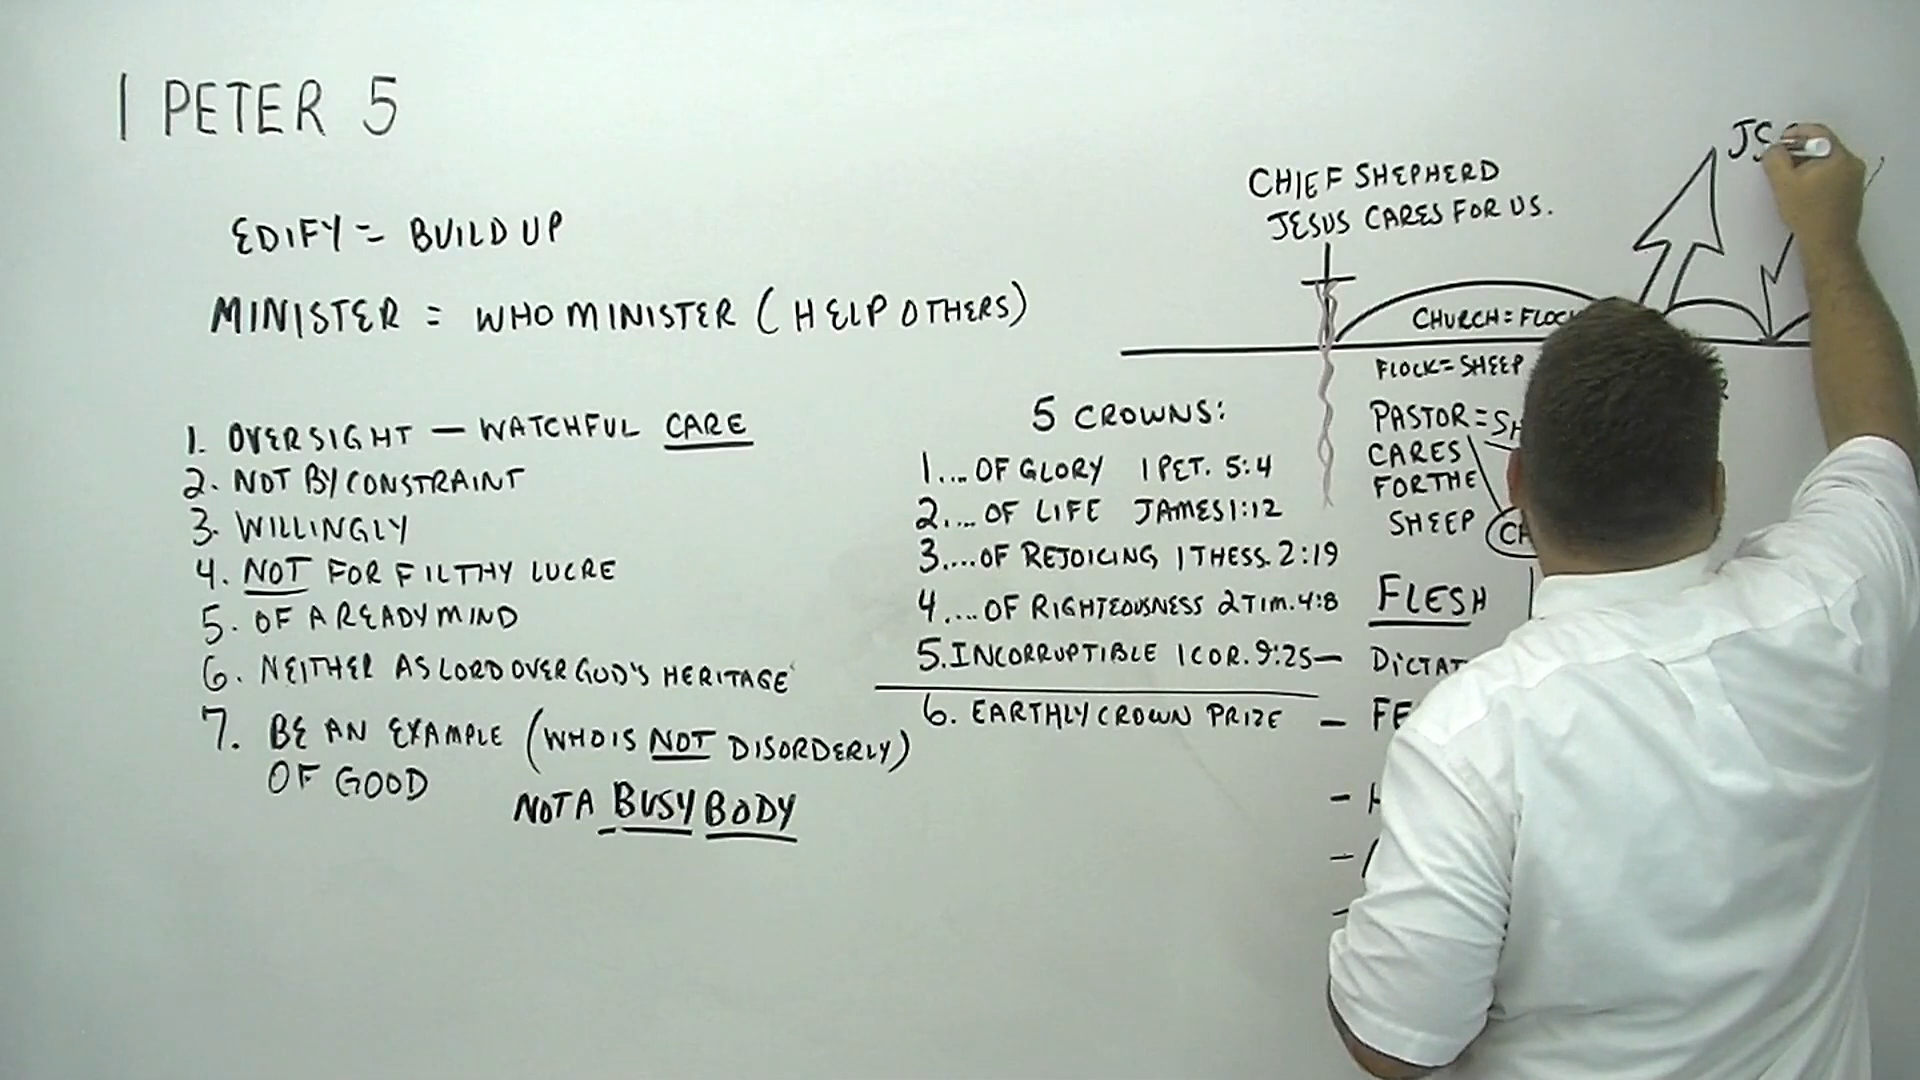 1 PETER 5
EDIFY = BUILD UP
MINISTER = WHO MINISTER (HELP OTHERS)
1. OVERSIGHT — WATCHFUL CARE
2. NOT BY CONSTRAINT
3. WILLINGLY
4. NOT FOR FILTHY LUCRE
5. OF A READY MIND
6. NEITHER AS LORD OVER GOD'S HERITAGE
7. BE AN EXAMPLE (WHO IS NOT DISORDERLY)
OF GOOD
NOT A BUSY BODY
5 CROWNS:
1.... OF GLORY 1 PET. 5:4
2.... OF LIFE JAMES 1:12
3.... OF REJOICING 1 THESS. 2:19
4.... OF RIGHTEOUSNESS 2 TIM. 4:8
5. INCORRUPTIBLE 1 COR. 9:25
6. EARTHLY CROWN PRIZE
CHIEF SHEPHERD
JESUS CARES FOR US.
CHURCH = FLOCK
FLOCK = SHEEP
PASTOR =
CARES
FOR THE
SHEEP
FLESH